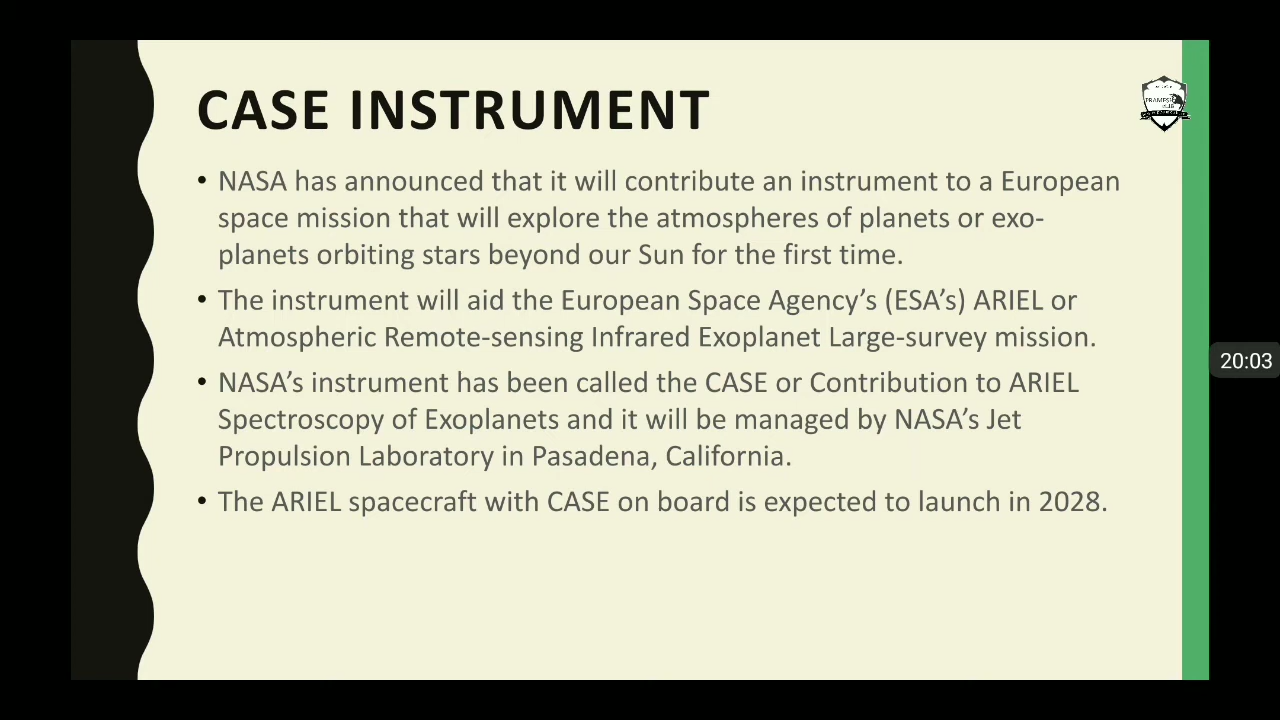 CASE INSTRUMENT
• NASA has announced that it will contribute an instrument to a European
space mission that will explore the atmospheres of planets or exo-
planets orbiting stars beyond our Sun for the first time.
• The instrument will aid the European Space Agency’s (ESA’s) ARIEL or
Atmospheric Remote-sensing Infrared Exoplanet Large-survey mission.
• NASA’s instrument has been called the CASE or Contribution to ARIEL
Spectroscopy of Exoplanets and it will be managed by NASA’s Jet
Propulsion Laboratory in Pasadena, California.
• The ARIEL spacecraft with CASE on board is expected to launch in 2028.
20:03